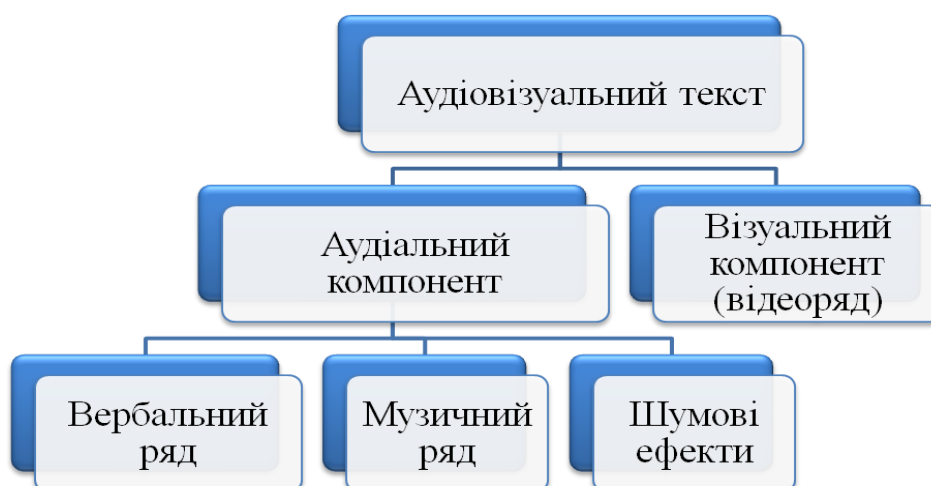 Аудіовізуальний текст
Аудіальний
компонент
Візуальний
компонент
(відеоряд)
Вербальний
ряд
Музичний
ряд
Шумові
ефекти